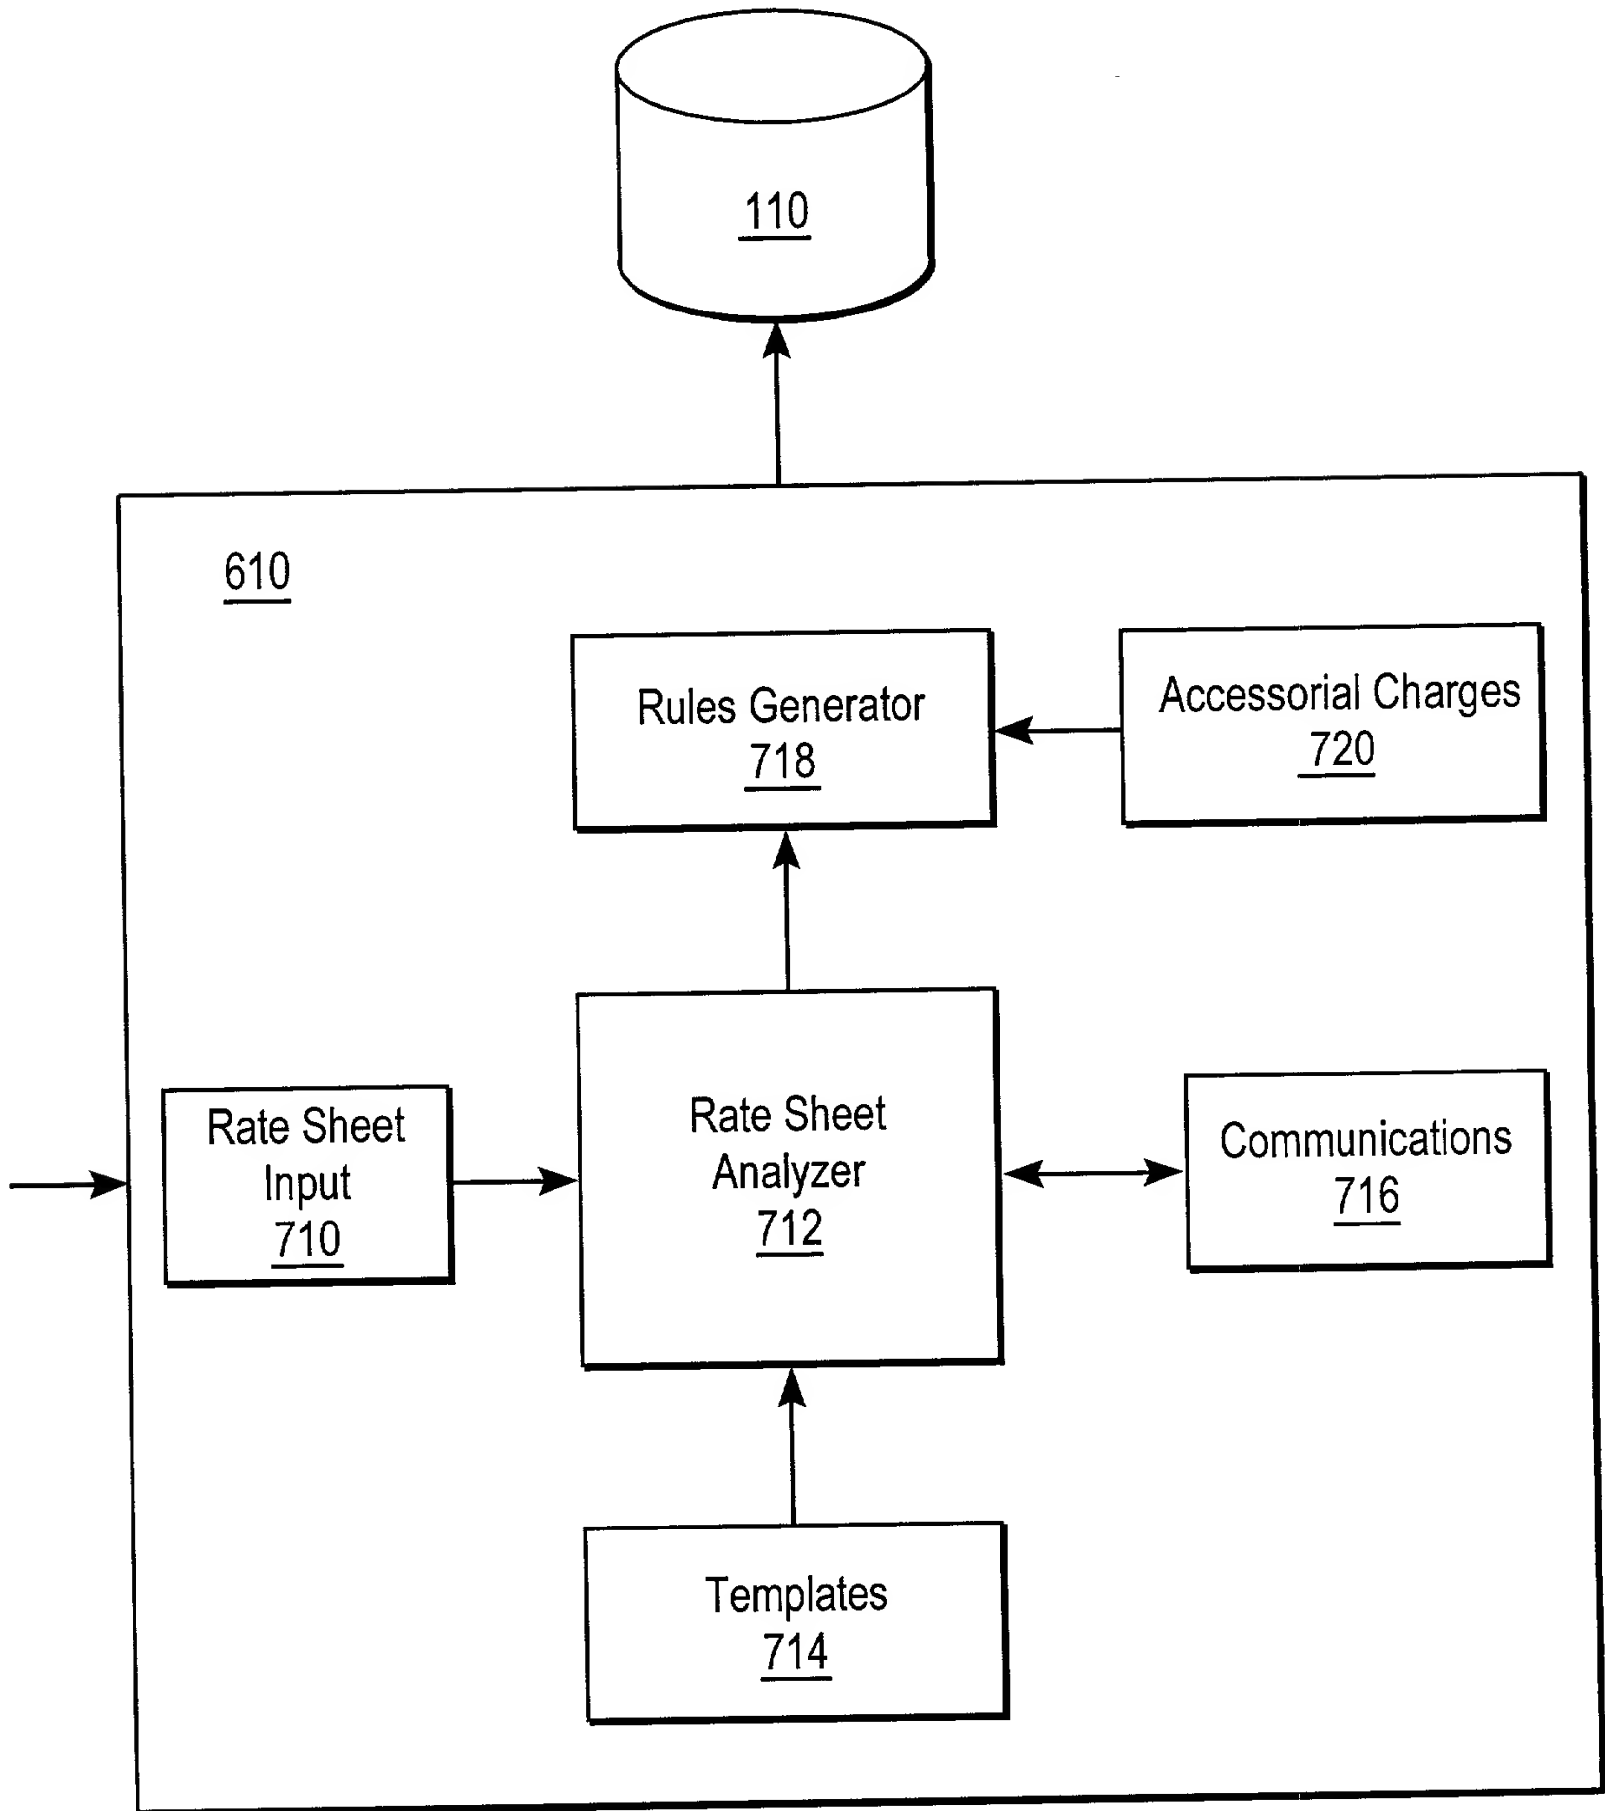 110
610
Rules Generator
718
Accessorial Charges
720
Rate Sheet
Input
710
Rate Sheet
Analyzer
712
Communications
716
Templates
714